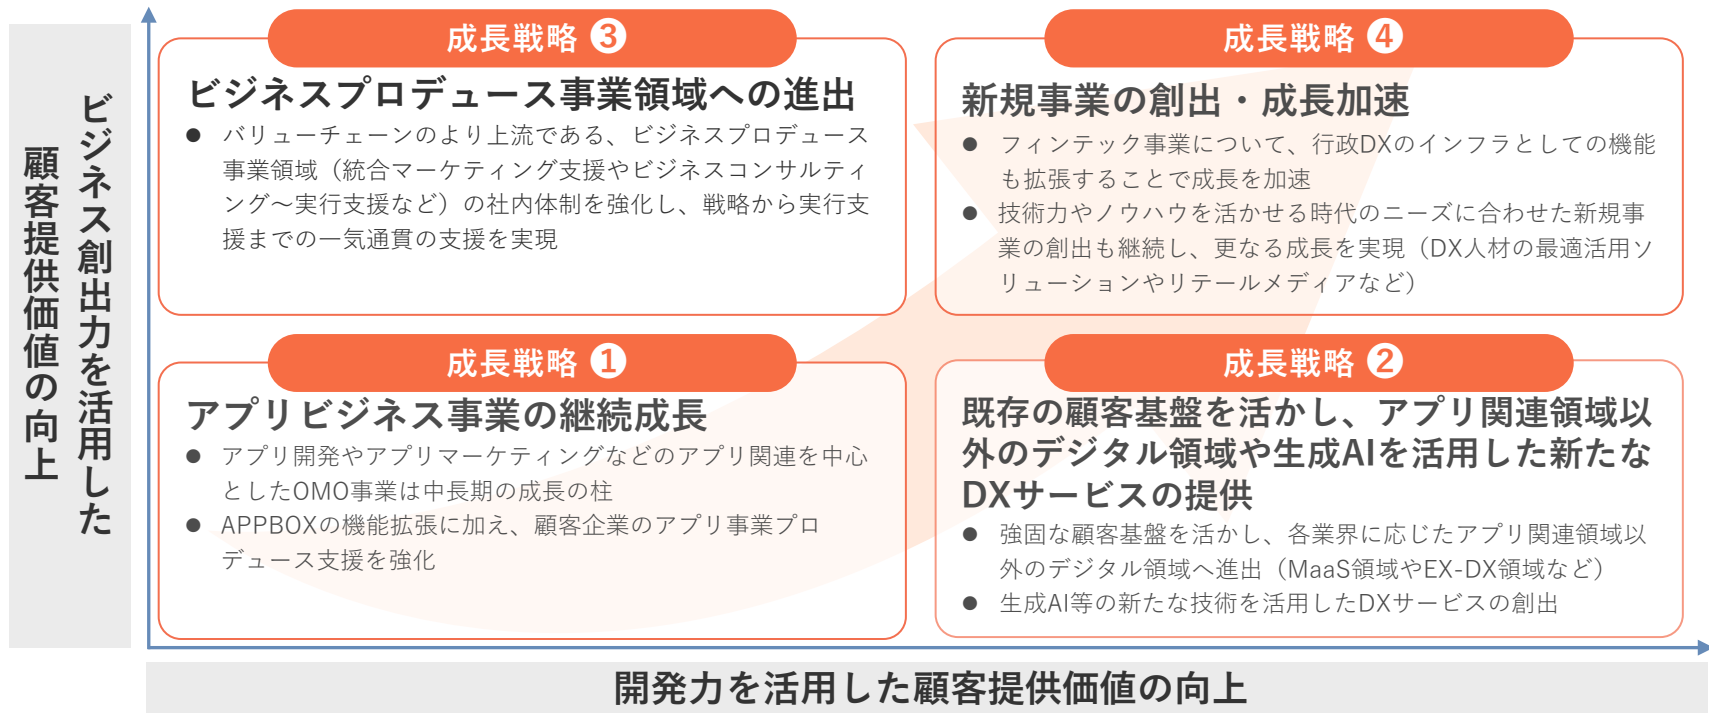 ビジネス創出力を活用した
顧客提供価値の向上
成長戦略 ❸
ビジネスプロデュース事業領域への進出
● バリューチェーンのより上流である、ビジネスプロデュース
事業領域（統合マーケティング支援やビジネスコンサルティ
ング～実行支援など）の社内体制を強化し、戦略から実行支
援までの一気通貫の支援を実現
成長戦略 ❹
新規事業の創出・成長加速
● フィンテック事業について、行政DXのインフラとしての機能
も拡張することで成長を加速
● 技術力やノウハウを活かせる時代のニーズに合わせた新規事
業の創出も継続し、更なる成長を実現（DX人材の最適活用ソ
リューションやリテールメディアなど）
成長戦略 ❶
アプリビジネス事業の継続成長
● アプリ開発やアプリマーケティングなどのアプリ関連を中心
としたOMO事業は中長期の成長の柱
● APPBOXの機能拡張に加え、顧客企業のアプリ事業プロ
デュース支援を強化
成長戦略 ❷
既存の顧客基盤を活かし、アプリ関連領域以
外のデジタル領域や生成AIを活用した新たな
DXサービスの提供
● 強固な顧客基盤を活かし、各業界に応じたアプリ関連領域以
外のデジタル領域へ進出（MaaS領域やEX-DX領域など）
● 生成AI等の新たな技術を活用したDXサービスの創出
開発力を活用した顧客提供価値の向上